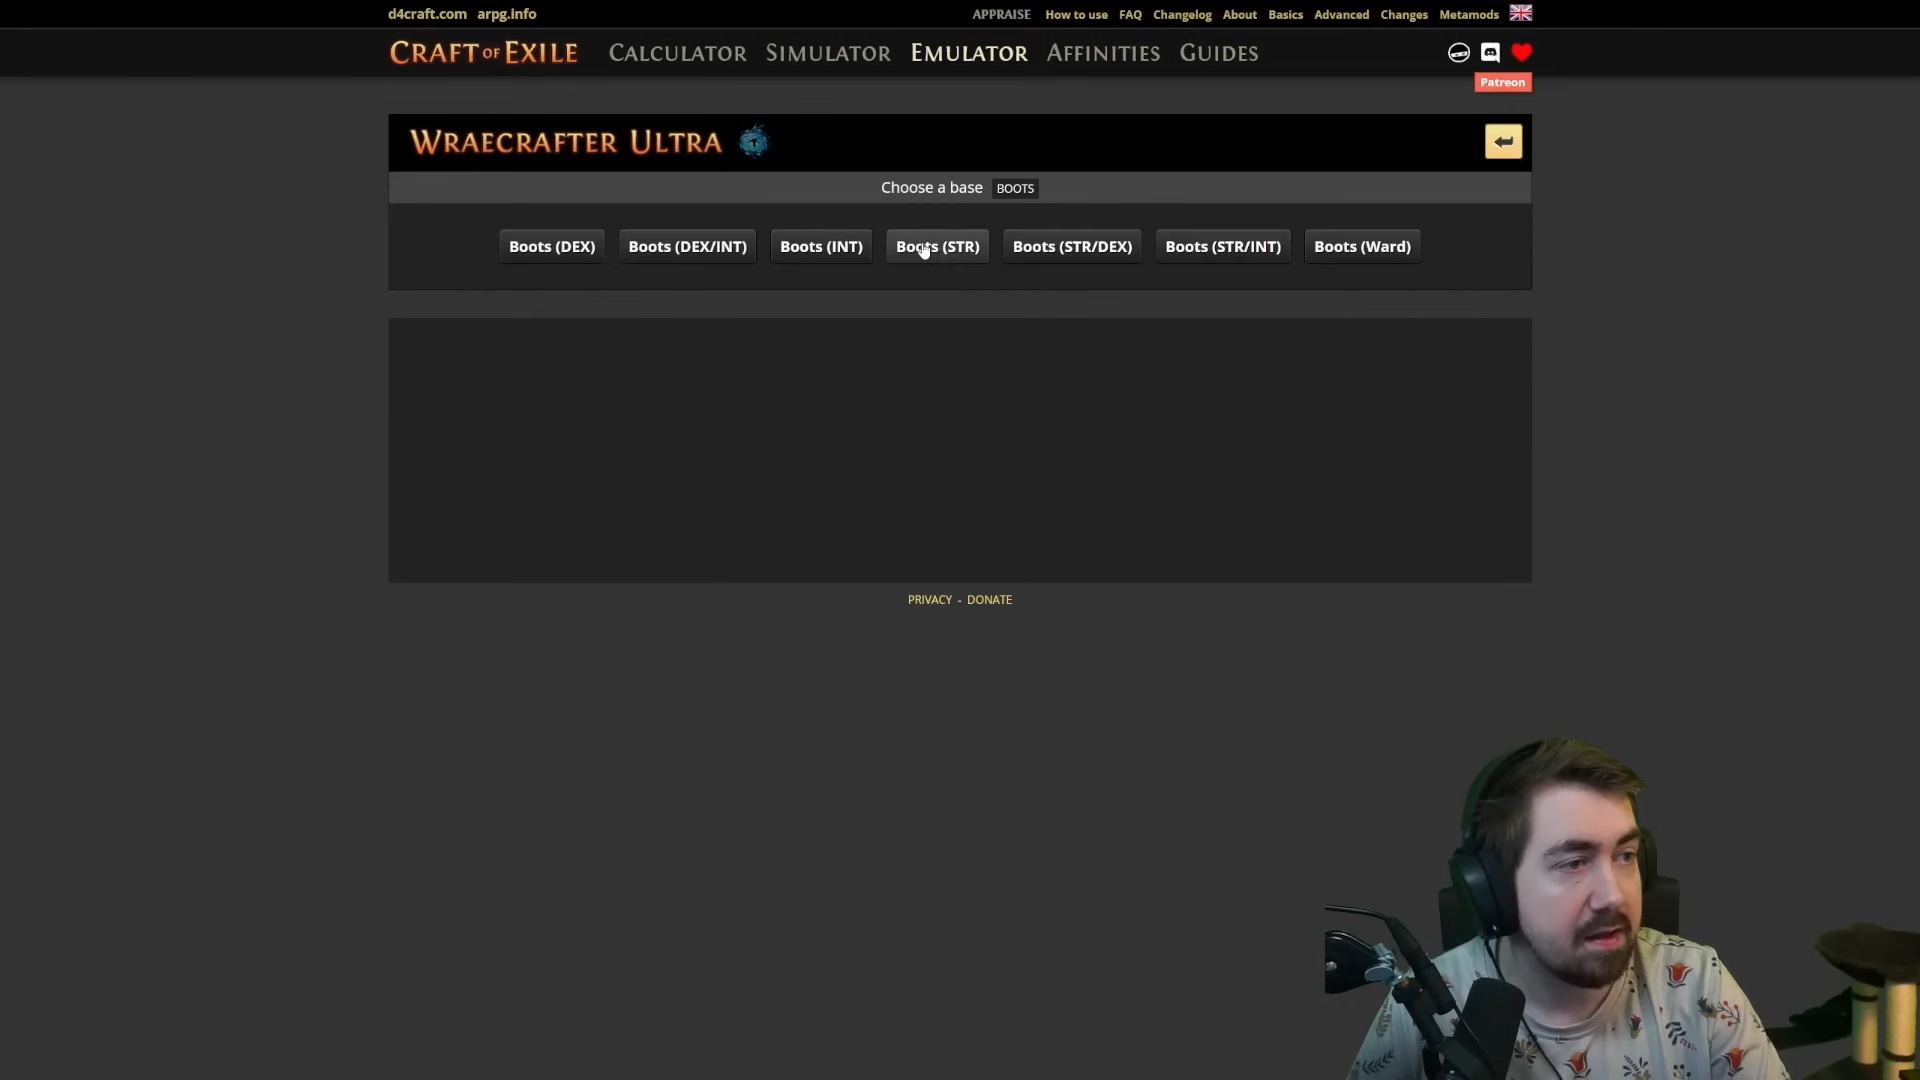 d4craft.com arpg.info APPRAISE How to use FAQ Changelog About Basics Advanced Changes Metamods
CRAFT OF EXILE CALCULATOR SIMULATOR EMULATOR AFFINITIES GUIDES
Patreon
WRAECRAFTER ULTRA
Choose a base BOOTS
Boots (DEX) Boots (DEX/INT) Boots (INT) Boots (STR) Boots (STR/DEX) Boots (STR/INT) Boots (Ward)
PRIVACY - DONATE